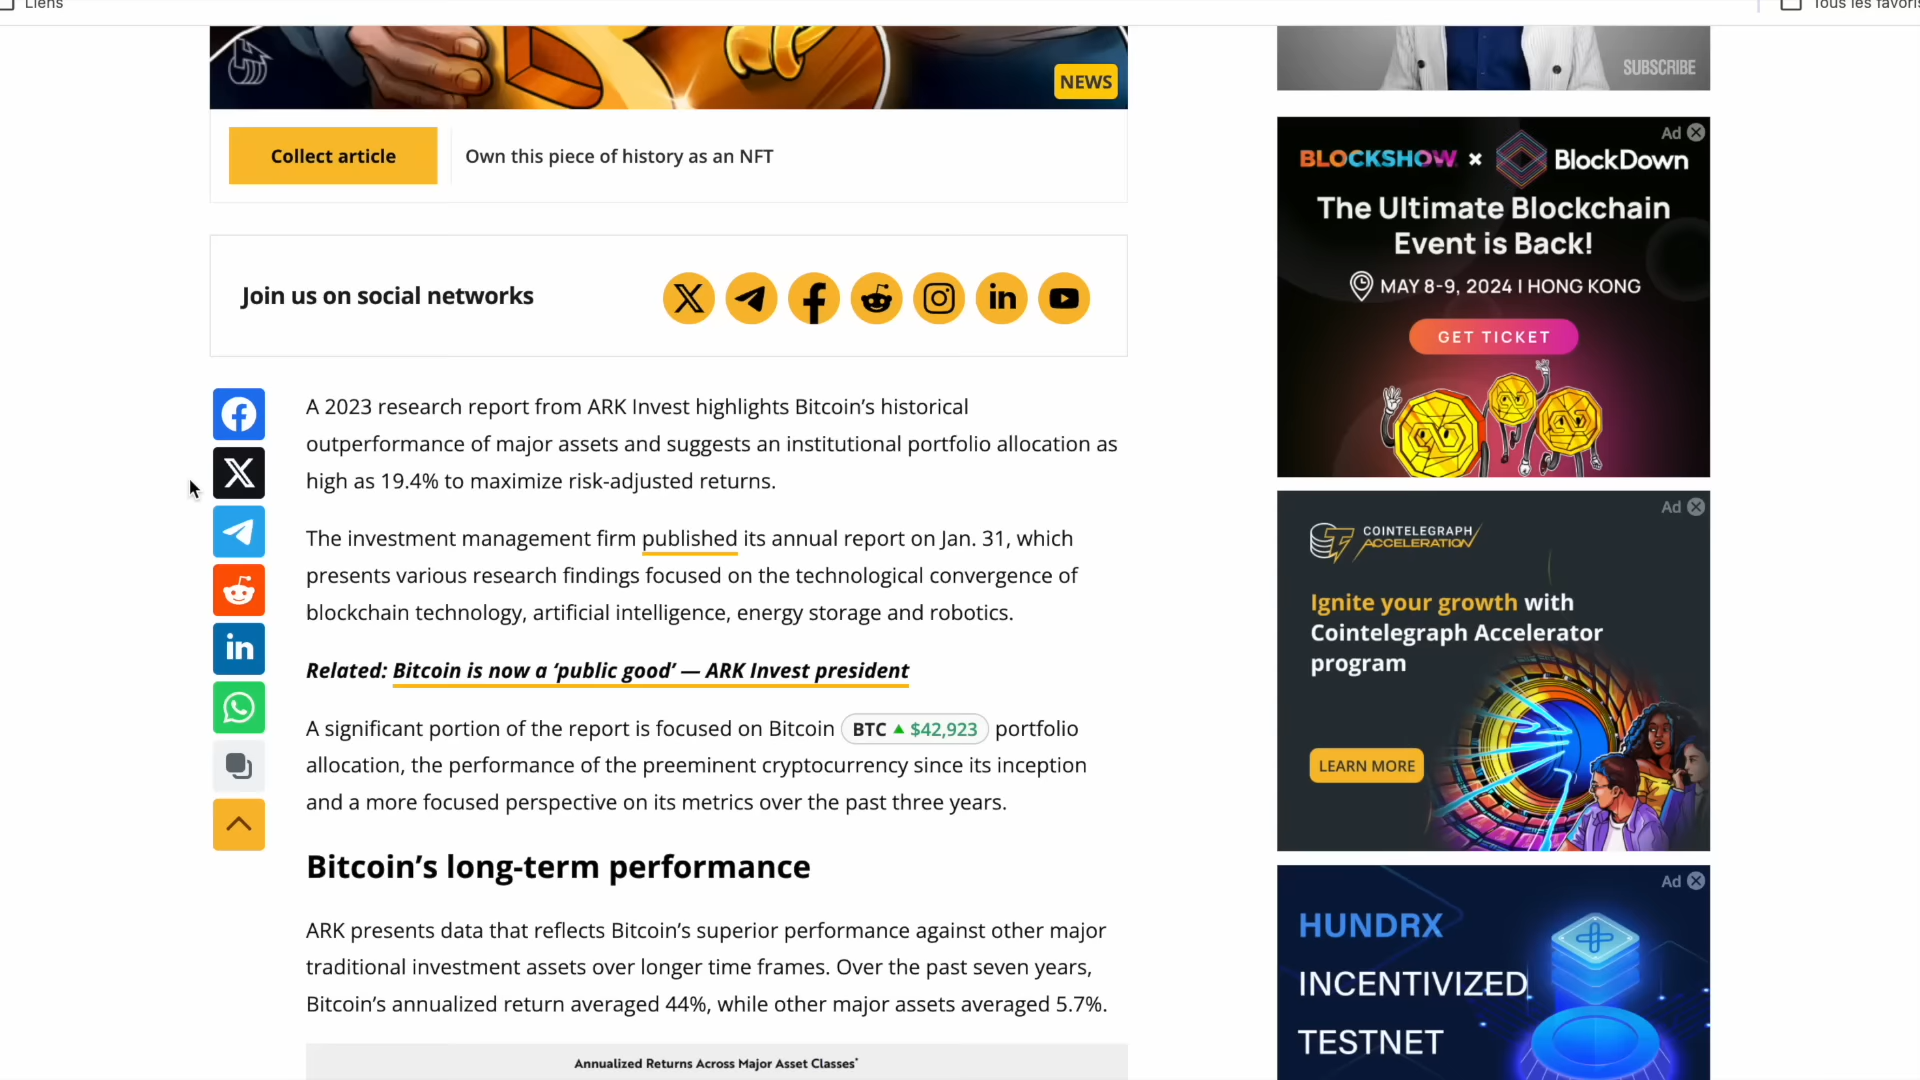 Liens
Tous les favoris
NEWS
SUBSCRIBE
Collect article
Own this piece of history as an NFT
Join us on social networks
A 2023 research report from ARK Invest highlights Bitcoin’s historical
outperformance of major assets and suggests an institutional portfolio allocation as
high as 19.4% to maximize risk-adjusted returns.
The investment management firm published its annual report on Jan. 31, which
presents various research findings focused on the technological convergence of
blockchain technology, artificial intelligence, energy storage and robotics.
Related: Bitcoin is now a ‘public good’ — ARK Invest president
A significant portion of the report is focused on Bitcoin BTC ▲ $42,923 portfolio
allocation, the performance of the preeminent cryptocurrency since its inception
and a more focused perspective on its metrics over the past three years.
Bitcoin’s long-term performance
ARK presents data that reflects Bitcoin’s superior performance against other major
traditional investment assets over longer time frames. Over the past seven years,
Bitcoin’s annualized return averaged 44%, while other major assets averaged 5.7%.
Annualized Returns Across Major Asset Classes*
Ad
BLOCKSHOW × BlockDown
The Ultimate Blockchain
Event is Back!
MAY 8-9, 2024 I HONG KONG
GET TICKET
Ad
COINTELEGRAPH
ACCELERATION
Ignite your growth with
Cointelegraph Accelerator
program
LEARN MORE
Ad
HUNDRX
INCENTIVIZED
TESTNET